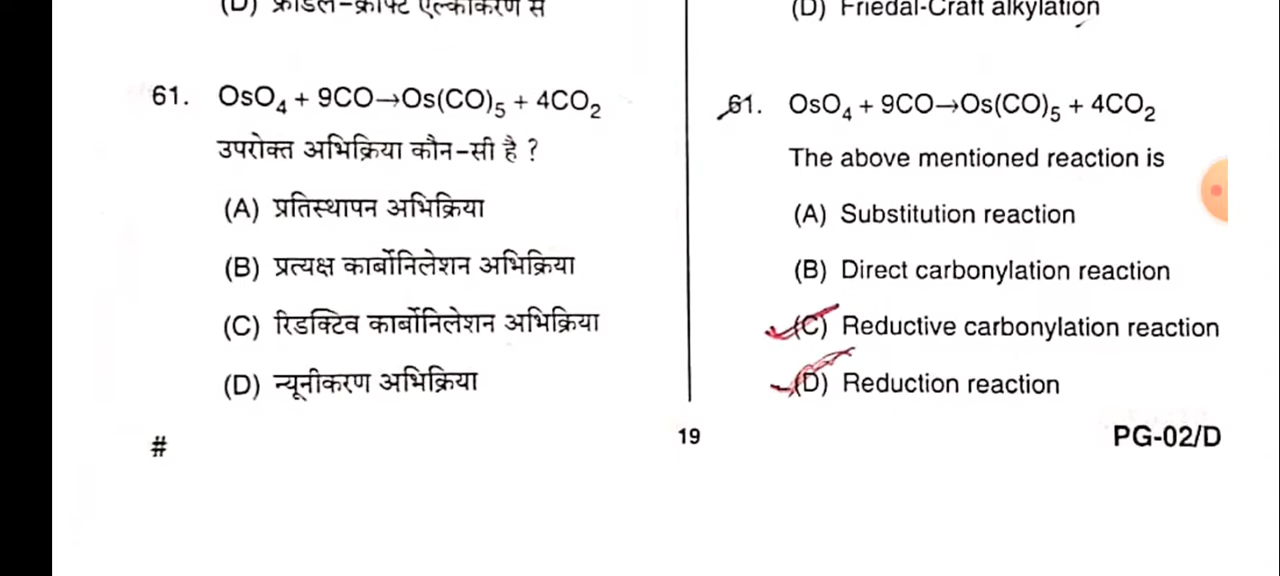 (D) फ्रीडल-क्राफ्ट एल्काकिरण से
61. OsO₄ + 9CO→Os(CO)₅ + 4CO₂
उपरोक्त अभिक्रिया कौन-सी है ?
(A) प्रतिस्थापन अभिक्रिया
(B) प्रत्यक्ष कार्बोनिलेशन अभिक्रिया
(C) रिडक्टिव कार्बोनिलेशन अभिक्रिया
(D) न्यूनीकरण अभिक्रिया
#
(D) Friedal-Craft alkylation
61. OsO₄ + 9CO→Os(CO)₅ + 4CO₂
The above mentioned reaction is
(A) Substitution reaction
(B) Direct carbonylation reaction
(C) Reductive carbonylation reaction
(D) Reduction reaction
19
PG-02/D